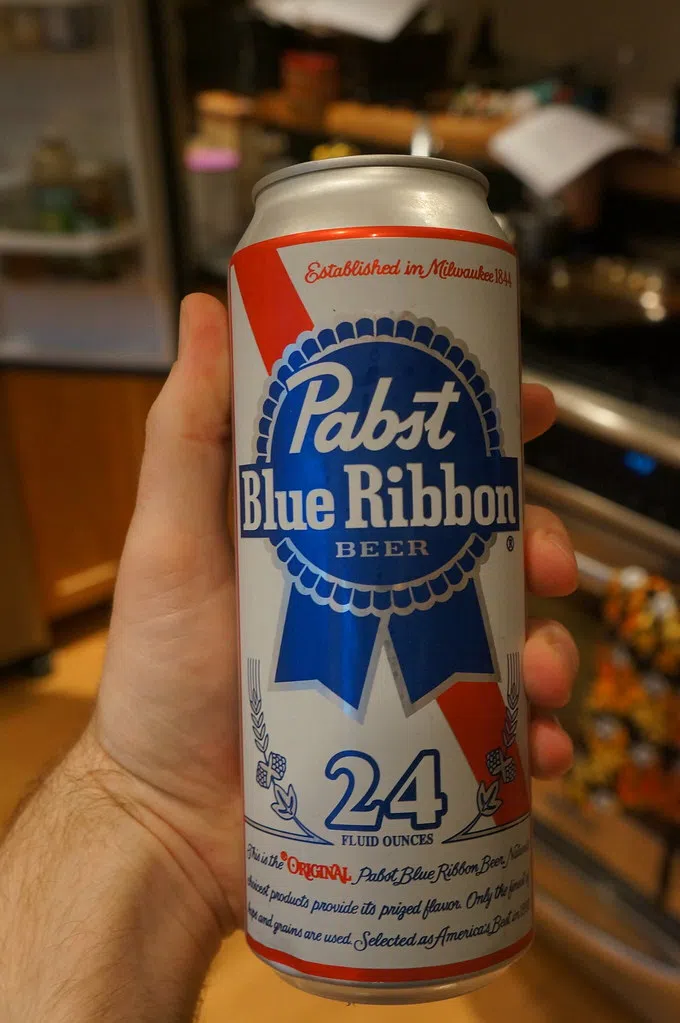 Established in Milwaukee 1844
Pabst
Blue Ribbon
BEER
®
24
FLUID OUNCES
This is the ®ORIGINAL Pabst Blue Ribbon Beer.
choicest products provide its prized flavor. Only the finest
hops and grains are used. Selected as America's Best in